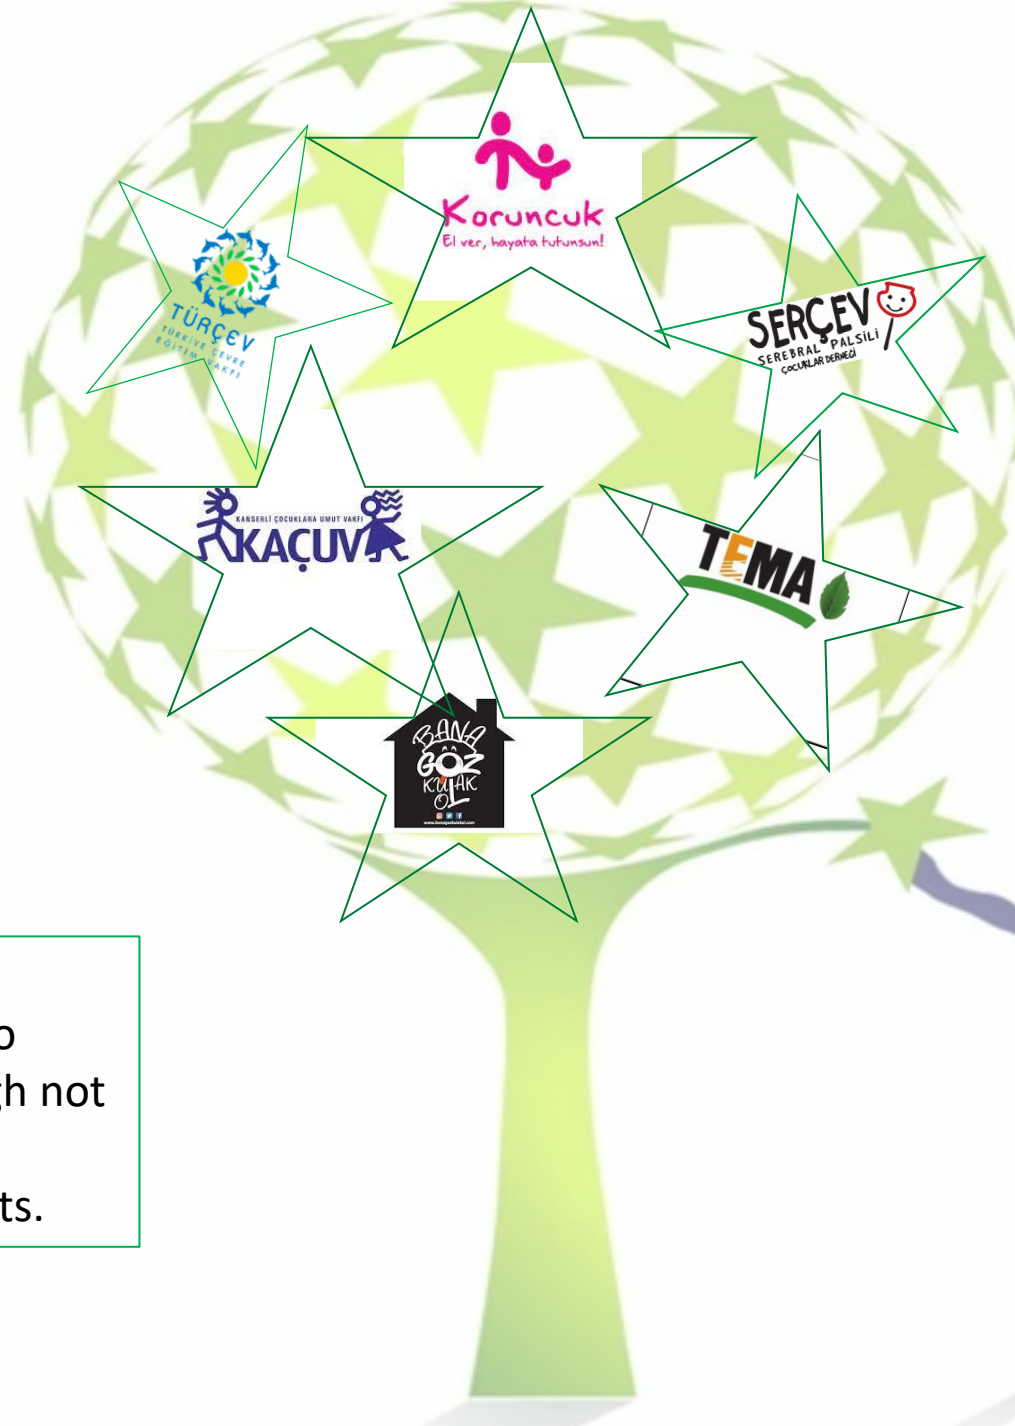 Koruncuk
El ver, hayata tutunsun!
TÜRÇEV
TÜRKİYE ÇEVRE
EĞİTİM VAKFI
SERÇEV
SEREBRAL PALSİLİ
ÇOCUKLAR DERNEĞİ
KANSERLİ ÇOCUKLARA UMUT VAKFI
KAÇUV
TEMA
BANA
GÖZ
KULAK
OL
not